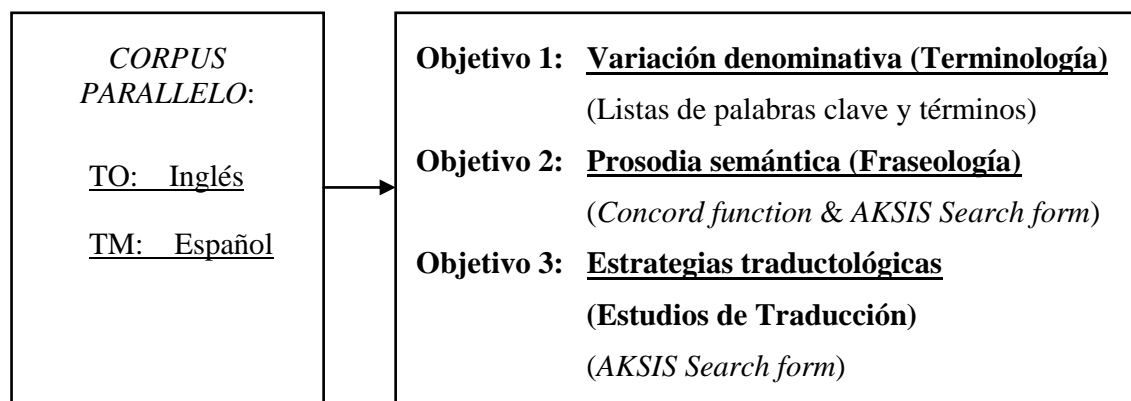 CORPUS
PARALLELO:
TO: Inglés
TM: Español
Objetivo 1: Variación denominativa (Terminología)
(Listas de palabras clave y términos)
Objetivo 2: Prosodia semántica (Fraseología)
(Concord function & AKSIS Search form)
Objetivo 3: Estrategias traductológicas
(Estudios de Traducción)
(AKSIS Search form)